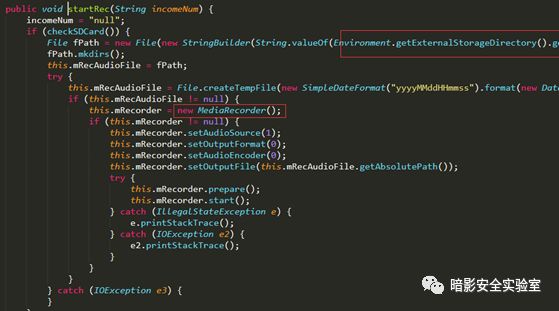 public void startRec(String incomeNum) {
incomeNum = "null";
if (checkSDCard()) {
File fPath = new File(new StringBuilder(String.valueOf(Environment.getExternalStorageDirectory().g
fPath.mkdirs();
this.mRecAudioFile = fPath;
try {
this.mRecAudioFile = File.createTempFile(new SimpleDateFormat("yyyyMMddHHmmss").format(new Dat
if (this.mRecAudioFile != null) {
this.mRecorder = new MediaRecorder();
if (this.mRecorder != null) {
this.mRecorder.setAudioSource(1);
this.mRecorder.setOutputFormat(0);
this.mRecorder.setAudioEncoder(0);
this.mRecorder.setOutputFile(this.mRecAudioFile.getAbsolutePath());
try {
this.mRecorder.prepare();
this.mRecorder.start();
} catch (IllegalStateException e) {
e.printStackTrace();
} catch (IOException e2) {
e2.printStackTrace();
}
}
}
} catch (IOException e3) {
}
暗影安全实验室